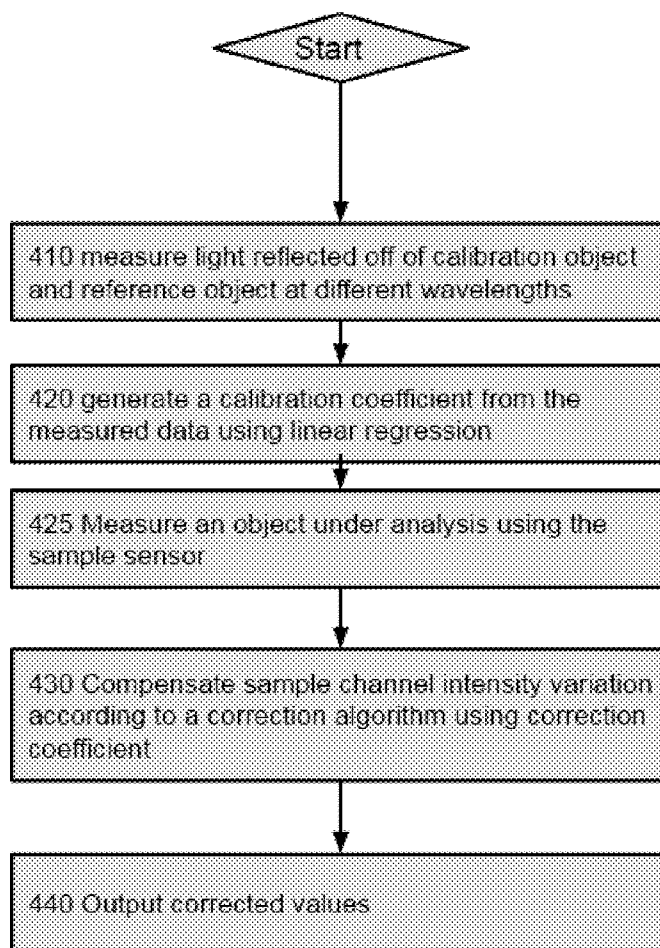 Start
410 measure light reflected off of calibration object
and reference object at different wavelengths
420 generate a calibration coefficient from the
measured data using linear regression
425 Measure an object under analysis using the
sample sensor
430 Compensate sample channel intensity variation
according to a correction algorithm using correction
coefficient
440 Output corrected values